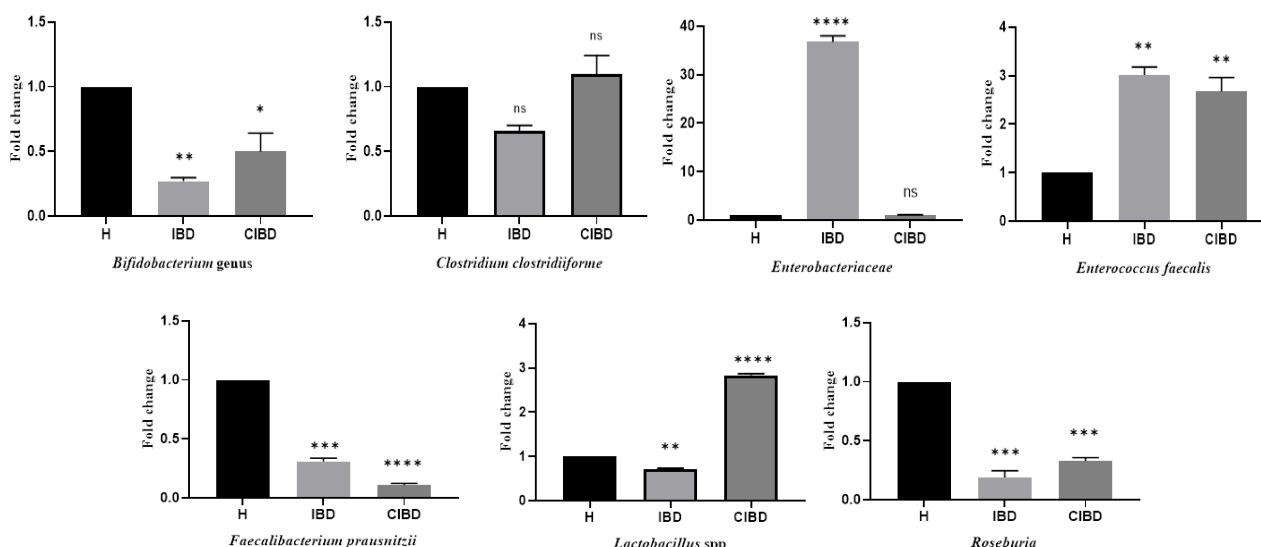 1.5
1.0
0.5
0.0
Fold change
**
*
H IBD CIBD
Bifidobacterium genus
1.5
1.0
0.5
0.0
Fold change
ns
ns
H IBD CIBD
Clostridium clostridiiforme
40
30
20
10
0
Fold change
****
ns
H IBD CIBD
Enterobacteriaceae
4
3
2
1
0
Fold change
**
**
H IBD CIBD
Enterococcus faecalis
1.5
1.0
0.5
0.0
Fold change
***
****
H IBD CIBD
Faecalibacterium prausnitzii
4
3
2
1
0
Fold change
**
****
H IBD CIBD
Lactobacillus spp
1.5
1.0
0.5
0.0
Fold change
***
***
H IBD CIBD
Roseburia